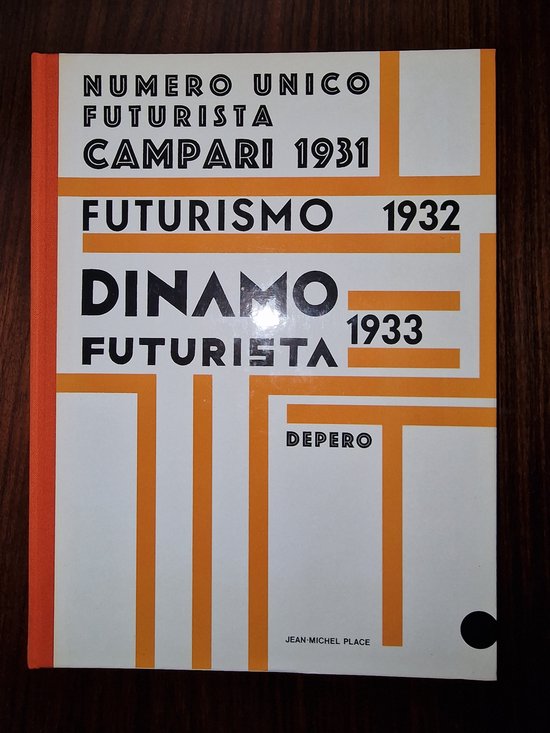 NUMERO UNICO
FUTURISTA
CAMPARI 1931
FUTURISMO 1932
DINAMO
FUTURISTA 1933
DEPERO
JEAN-MICHEL PLACE